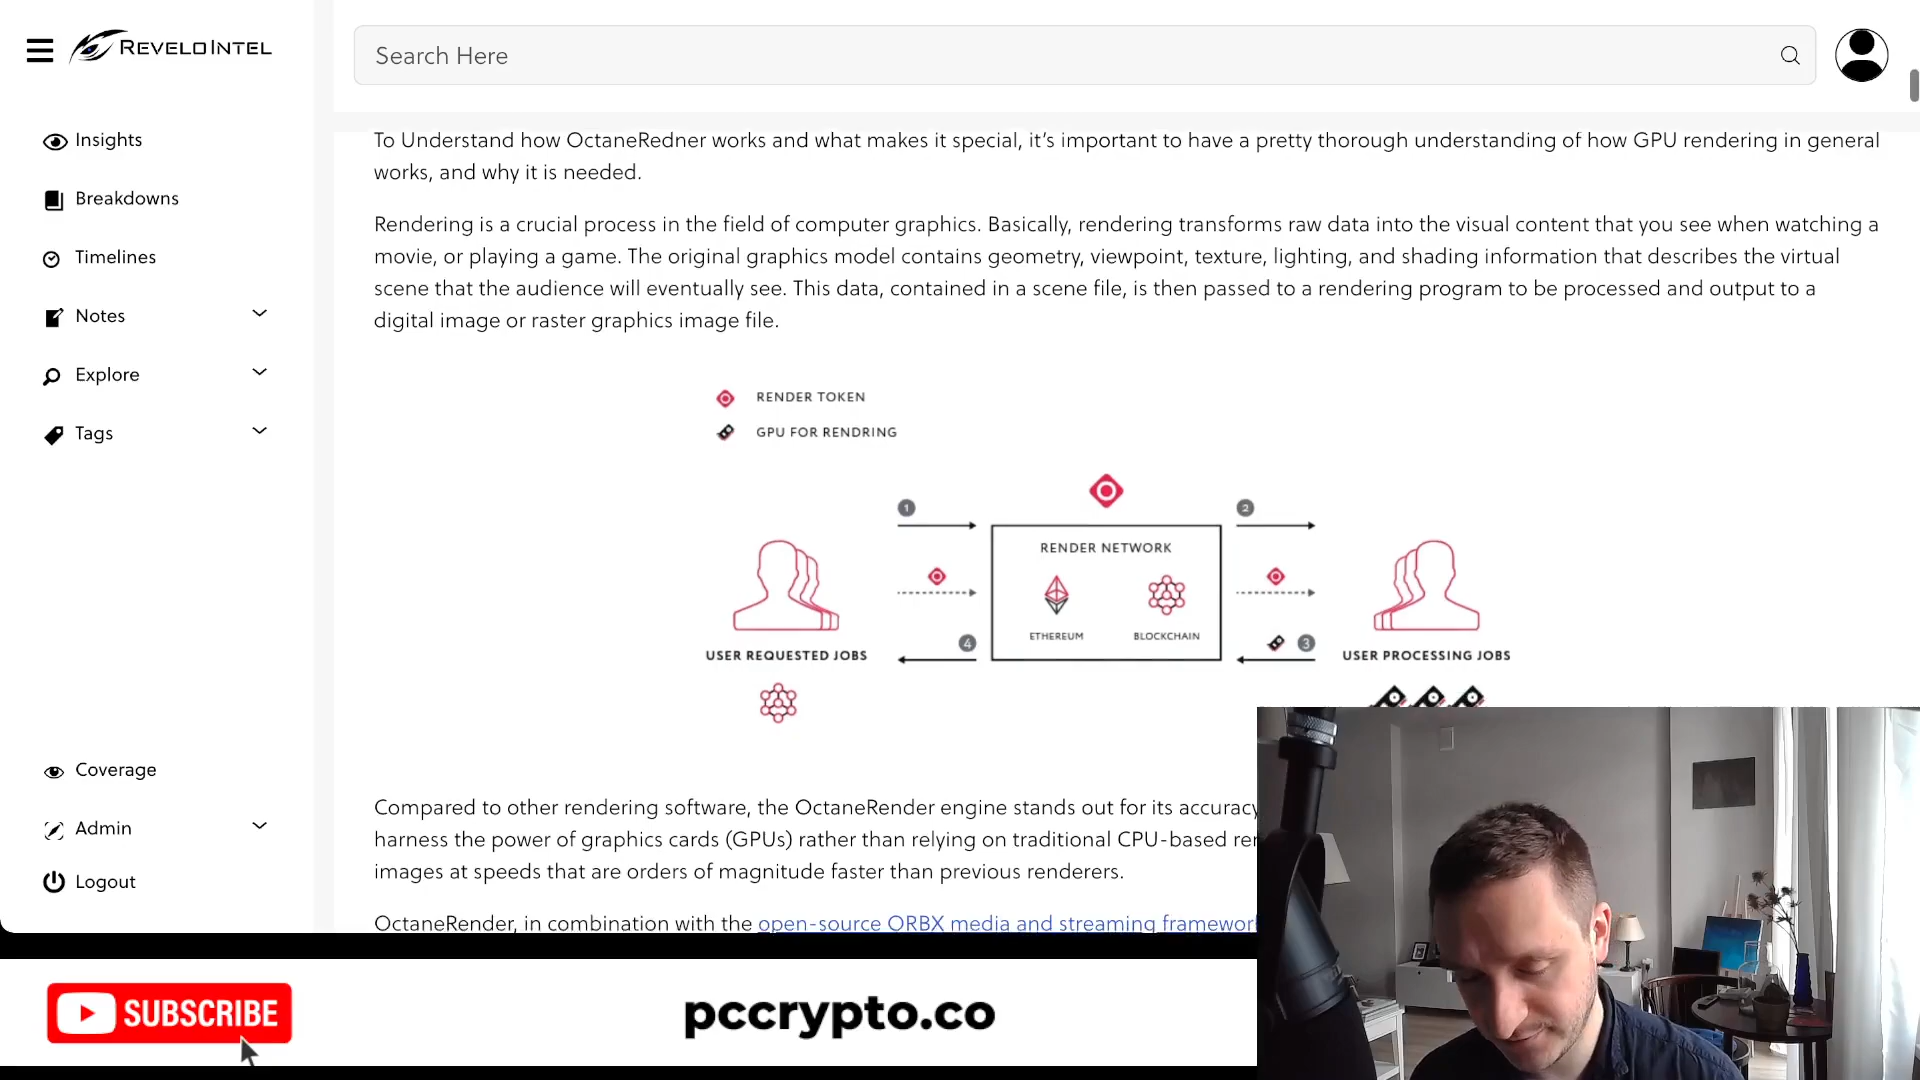 REVELOINTEL
Search Here
Insights
Breakdowns
Timelines
Notes
Explore
Tags
Coverage
Admin
Logout
To Understand how OctaneRedner works and what makes it special, it's important to have a pretty thorough understanding of how GPU rendering in general
works, and why it is needed.
Rendering is a crucial process in the field of computer graphics. Basically, rendering transforms raw data into the visual content that you see when watching a
movie, or playing a game. The original graphics model contains geometry, viewpoint, texture, lighting, and shading information that describes the virtual
scene that the audience will eventually see. This data, contained in a scene file, is then passed to a rendering program to be processed and output to a
digital image or raster graphics image file.
RENDER TOKEN
GPU FOR RENDRING
1
2
RENDER NETWORK
ETHEREUM
BLOCKCHAIN
4
3
USER REQUESTED JOBS
USER PROCESSING JOBS
Compared to other rendering software, the OctaneRender engine stands out for its accuracy
harness the power of graphics cards (GPUs) rather than relying on traditional CPU-based
images at speeds that are orders of magnitude faster than previous renderers.
OctaneRender, in combination with the open-source ORBX media and streaming framework
SUBSCRIBE
pccrypto.co